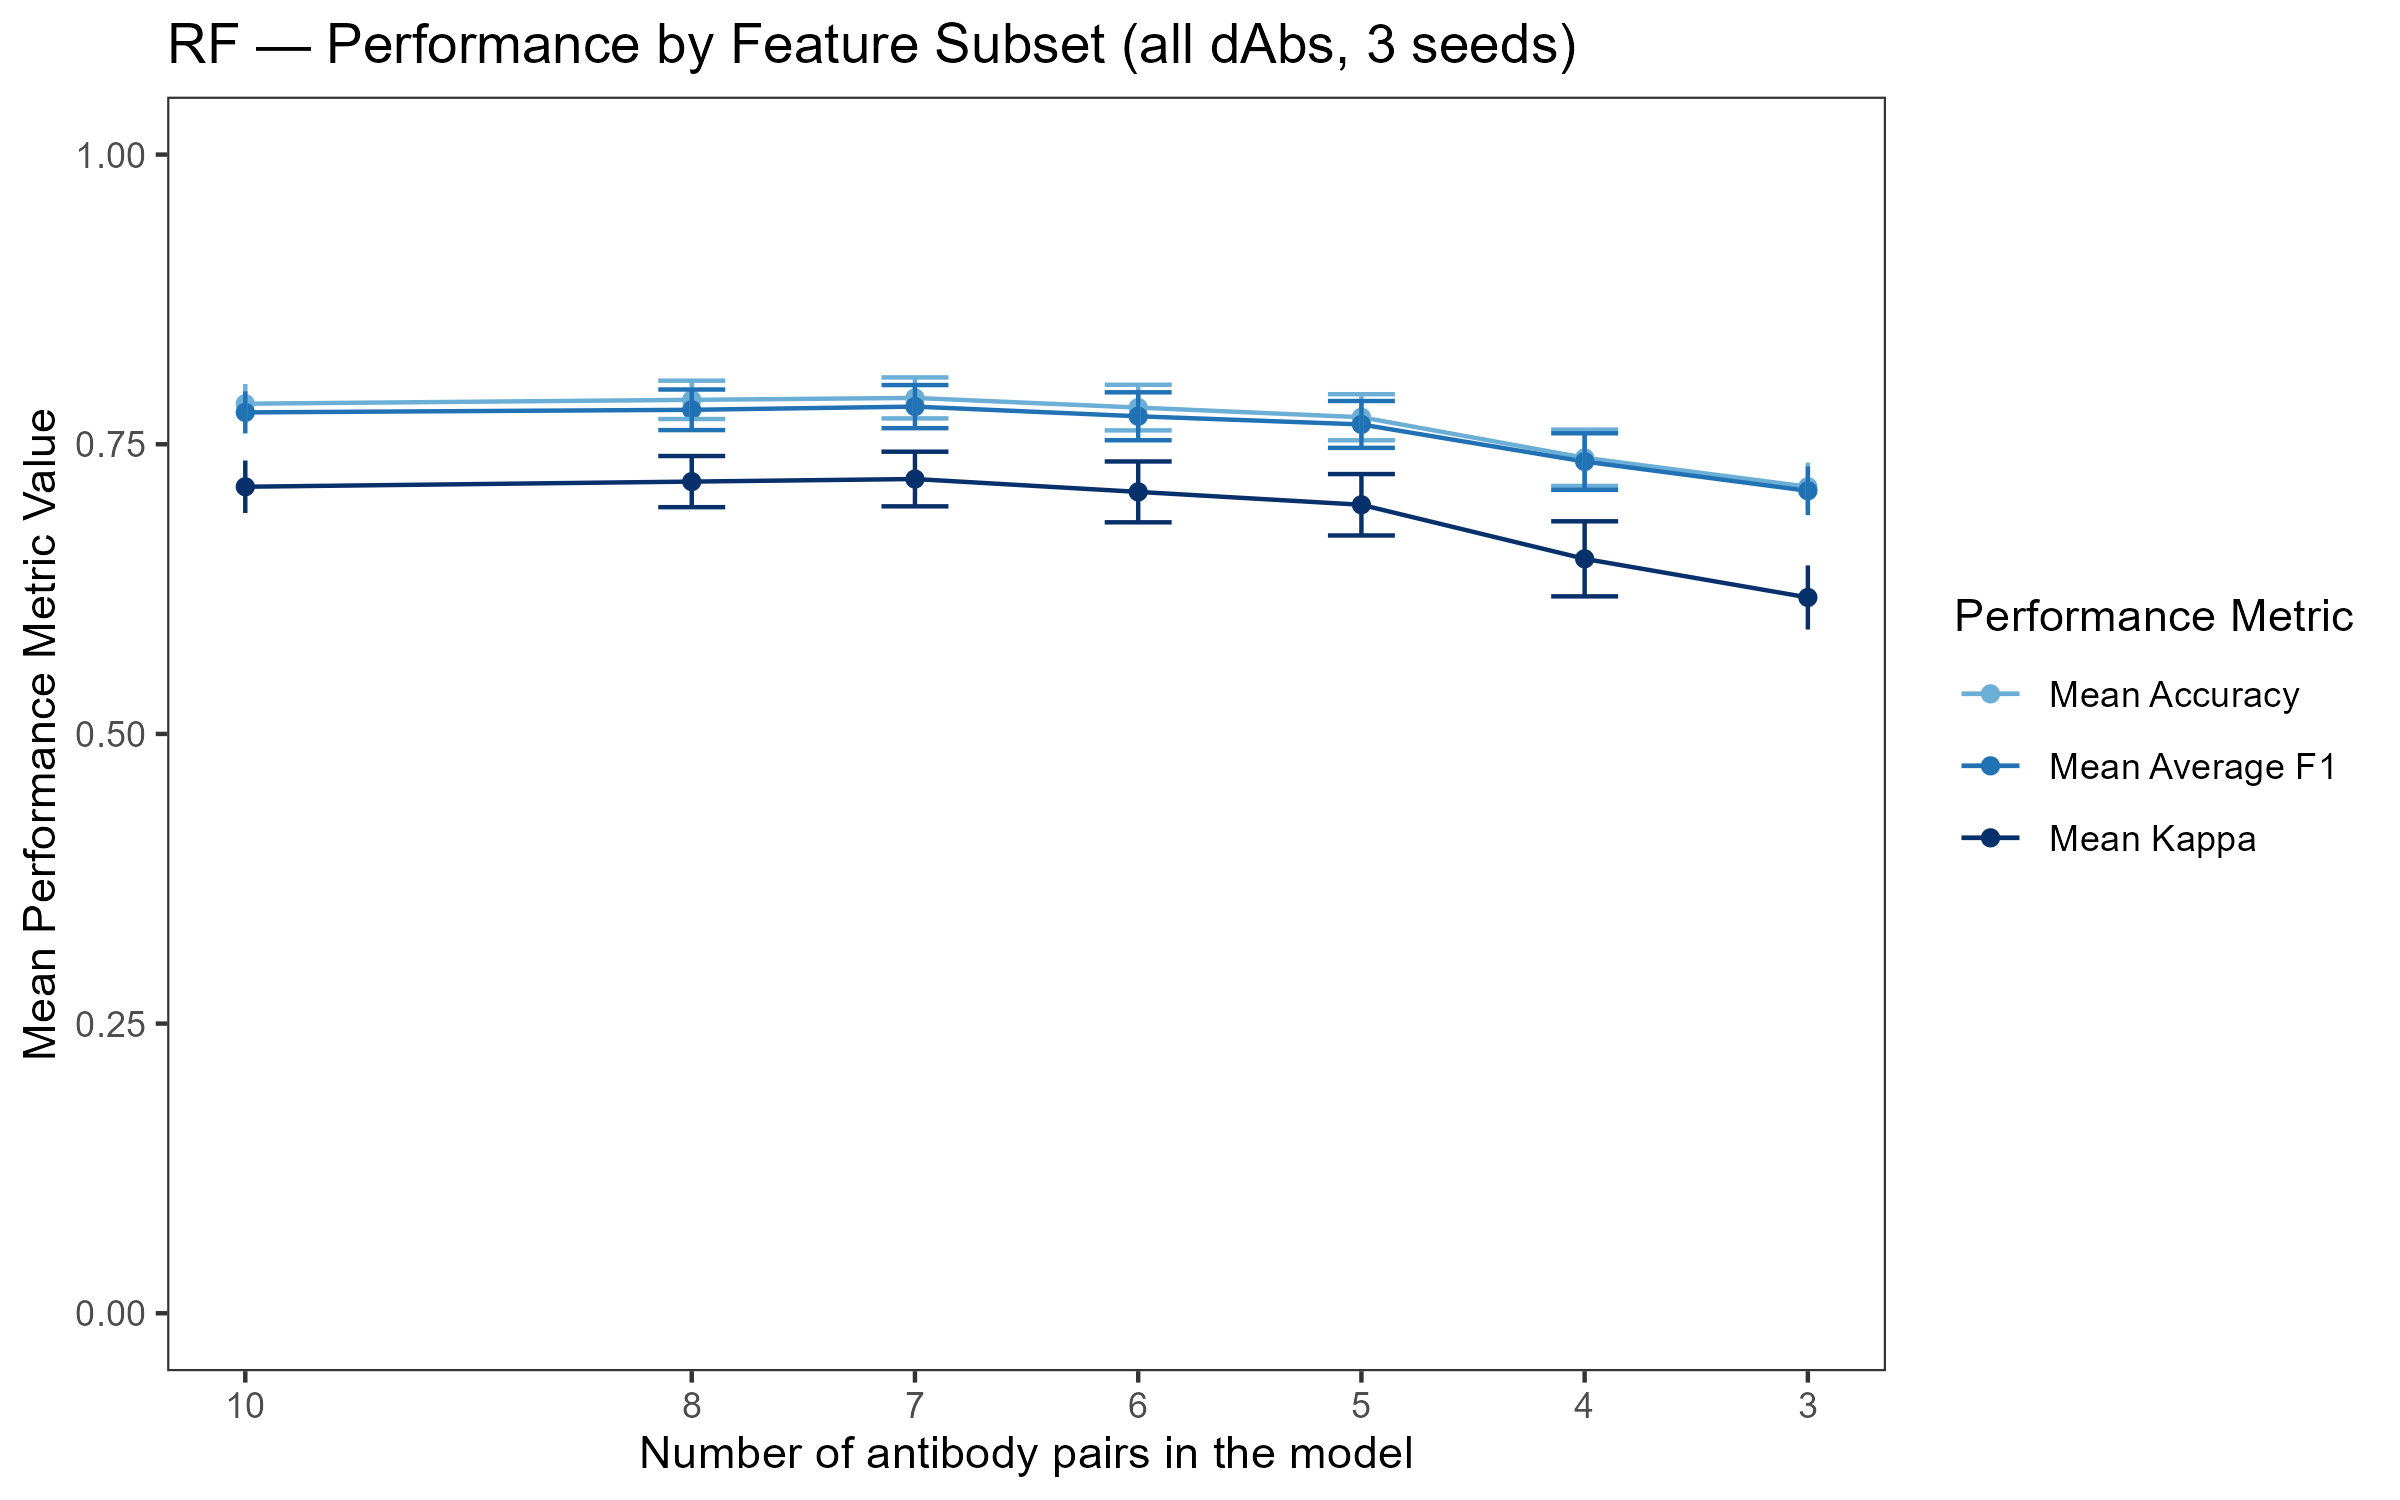 RF — Performance by Feature Subset (all dAbs, 3 seeds)
Mean Performance Metric Value
1.00
0.75
0.50
0.25
0.00
10 8 7 6 5 4 3
Number of antibody pairs in the model
Performance Metric
Mean Accuracy
Mean Average F1
Mean Kappa